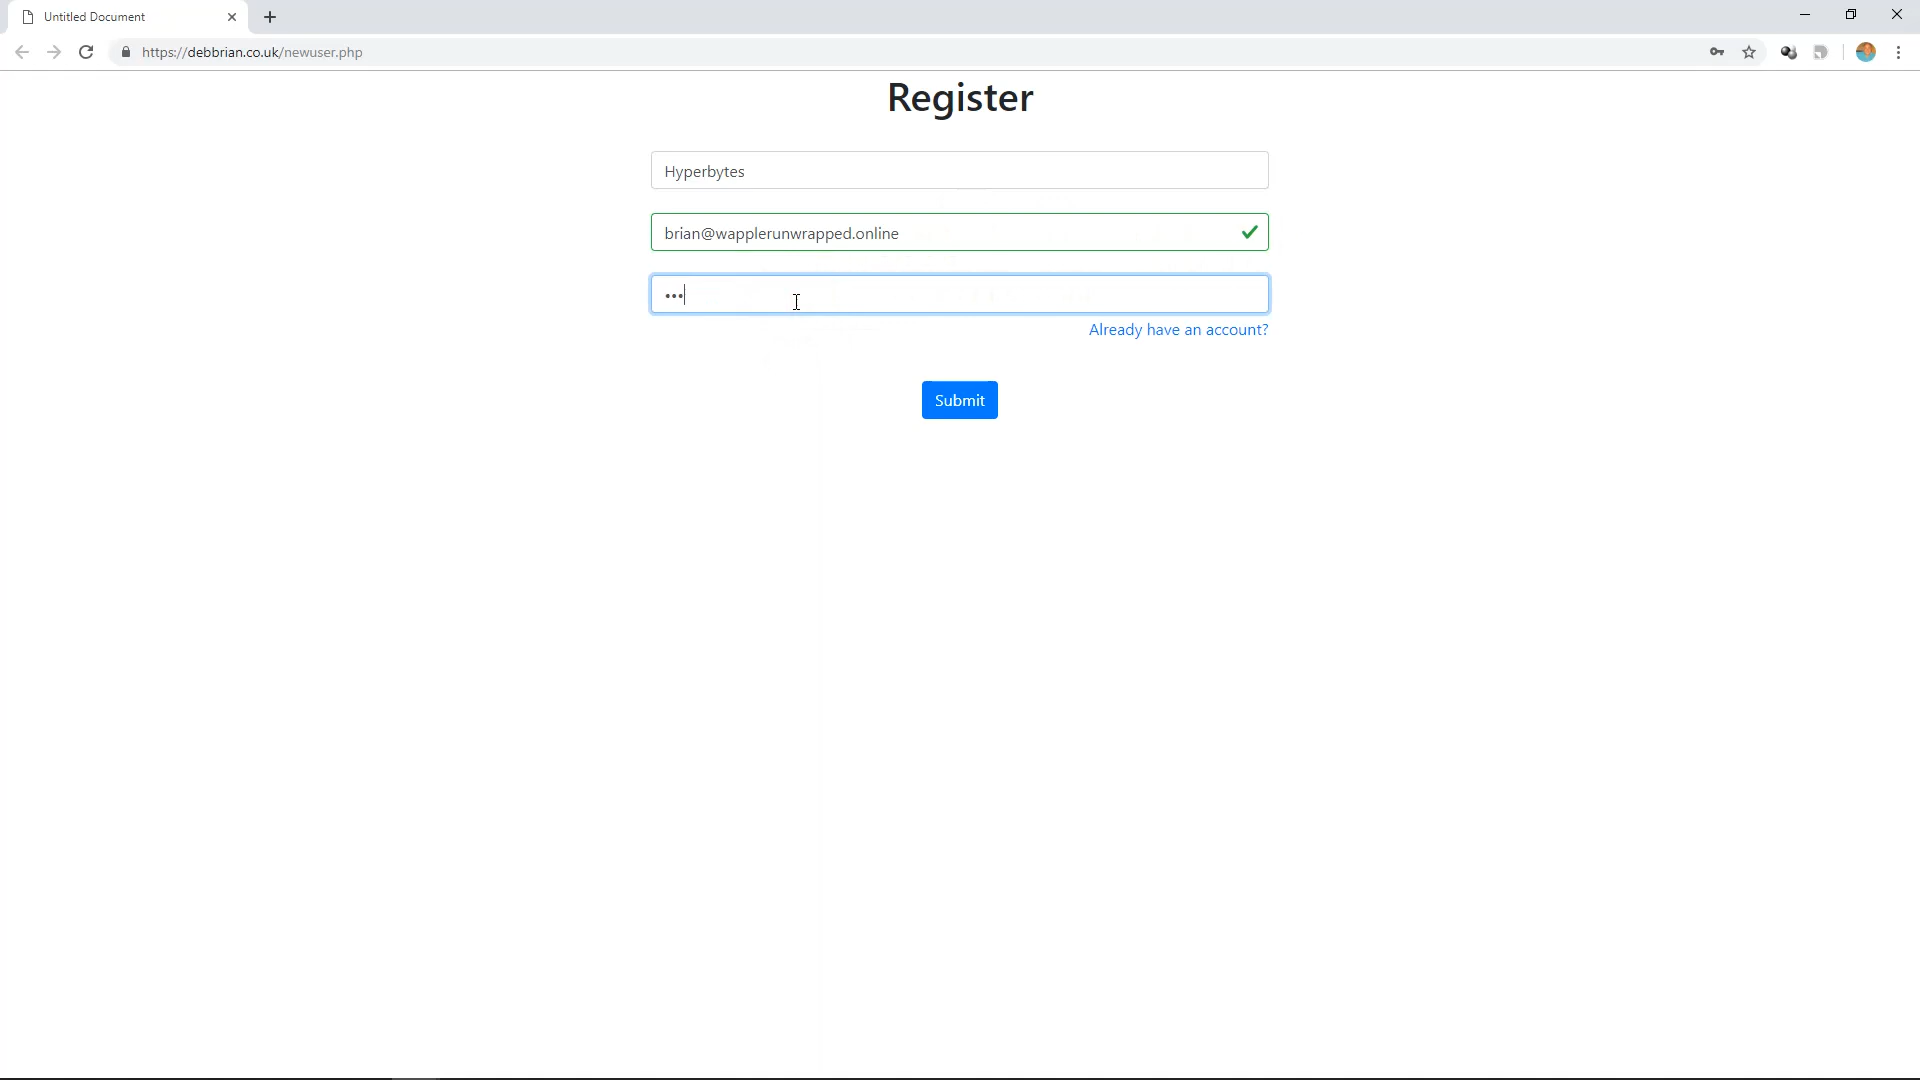 Untitled Document
https://debbrian.co.uk/newuser.php
Register
Hyperbytes
brian@wapplerunwrapped.online
•••
Already have an account?
Submit